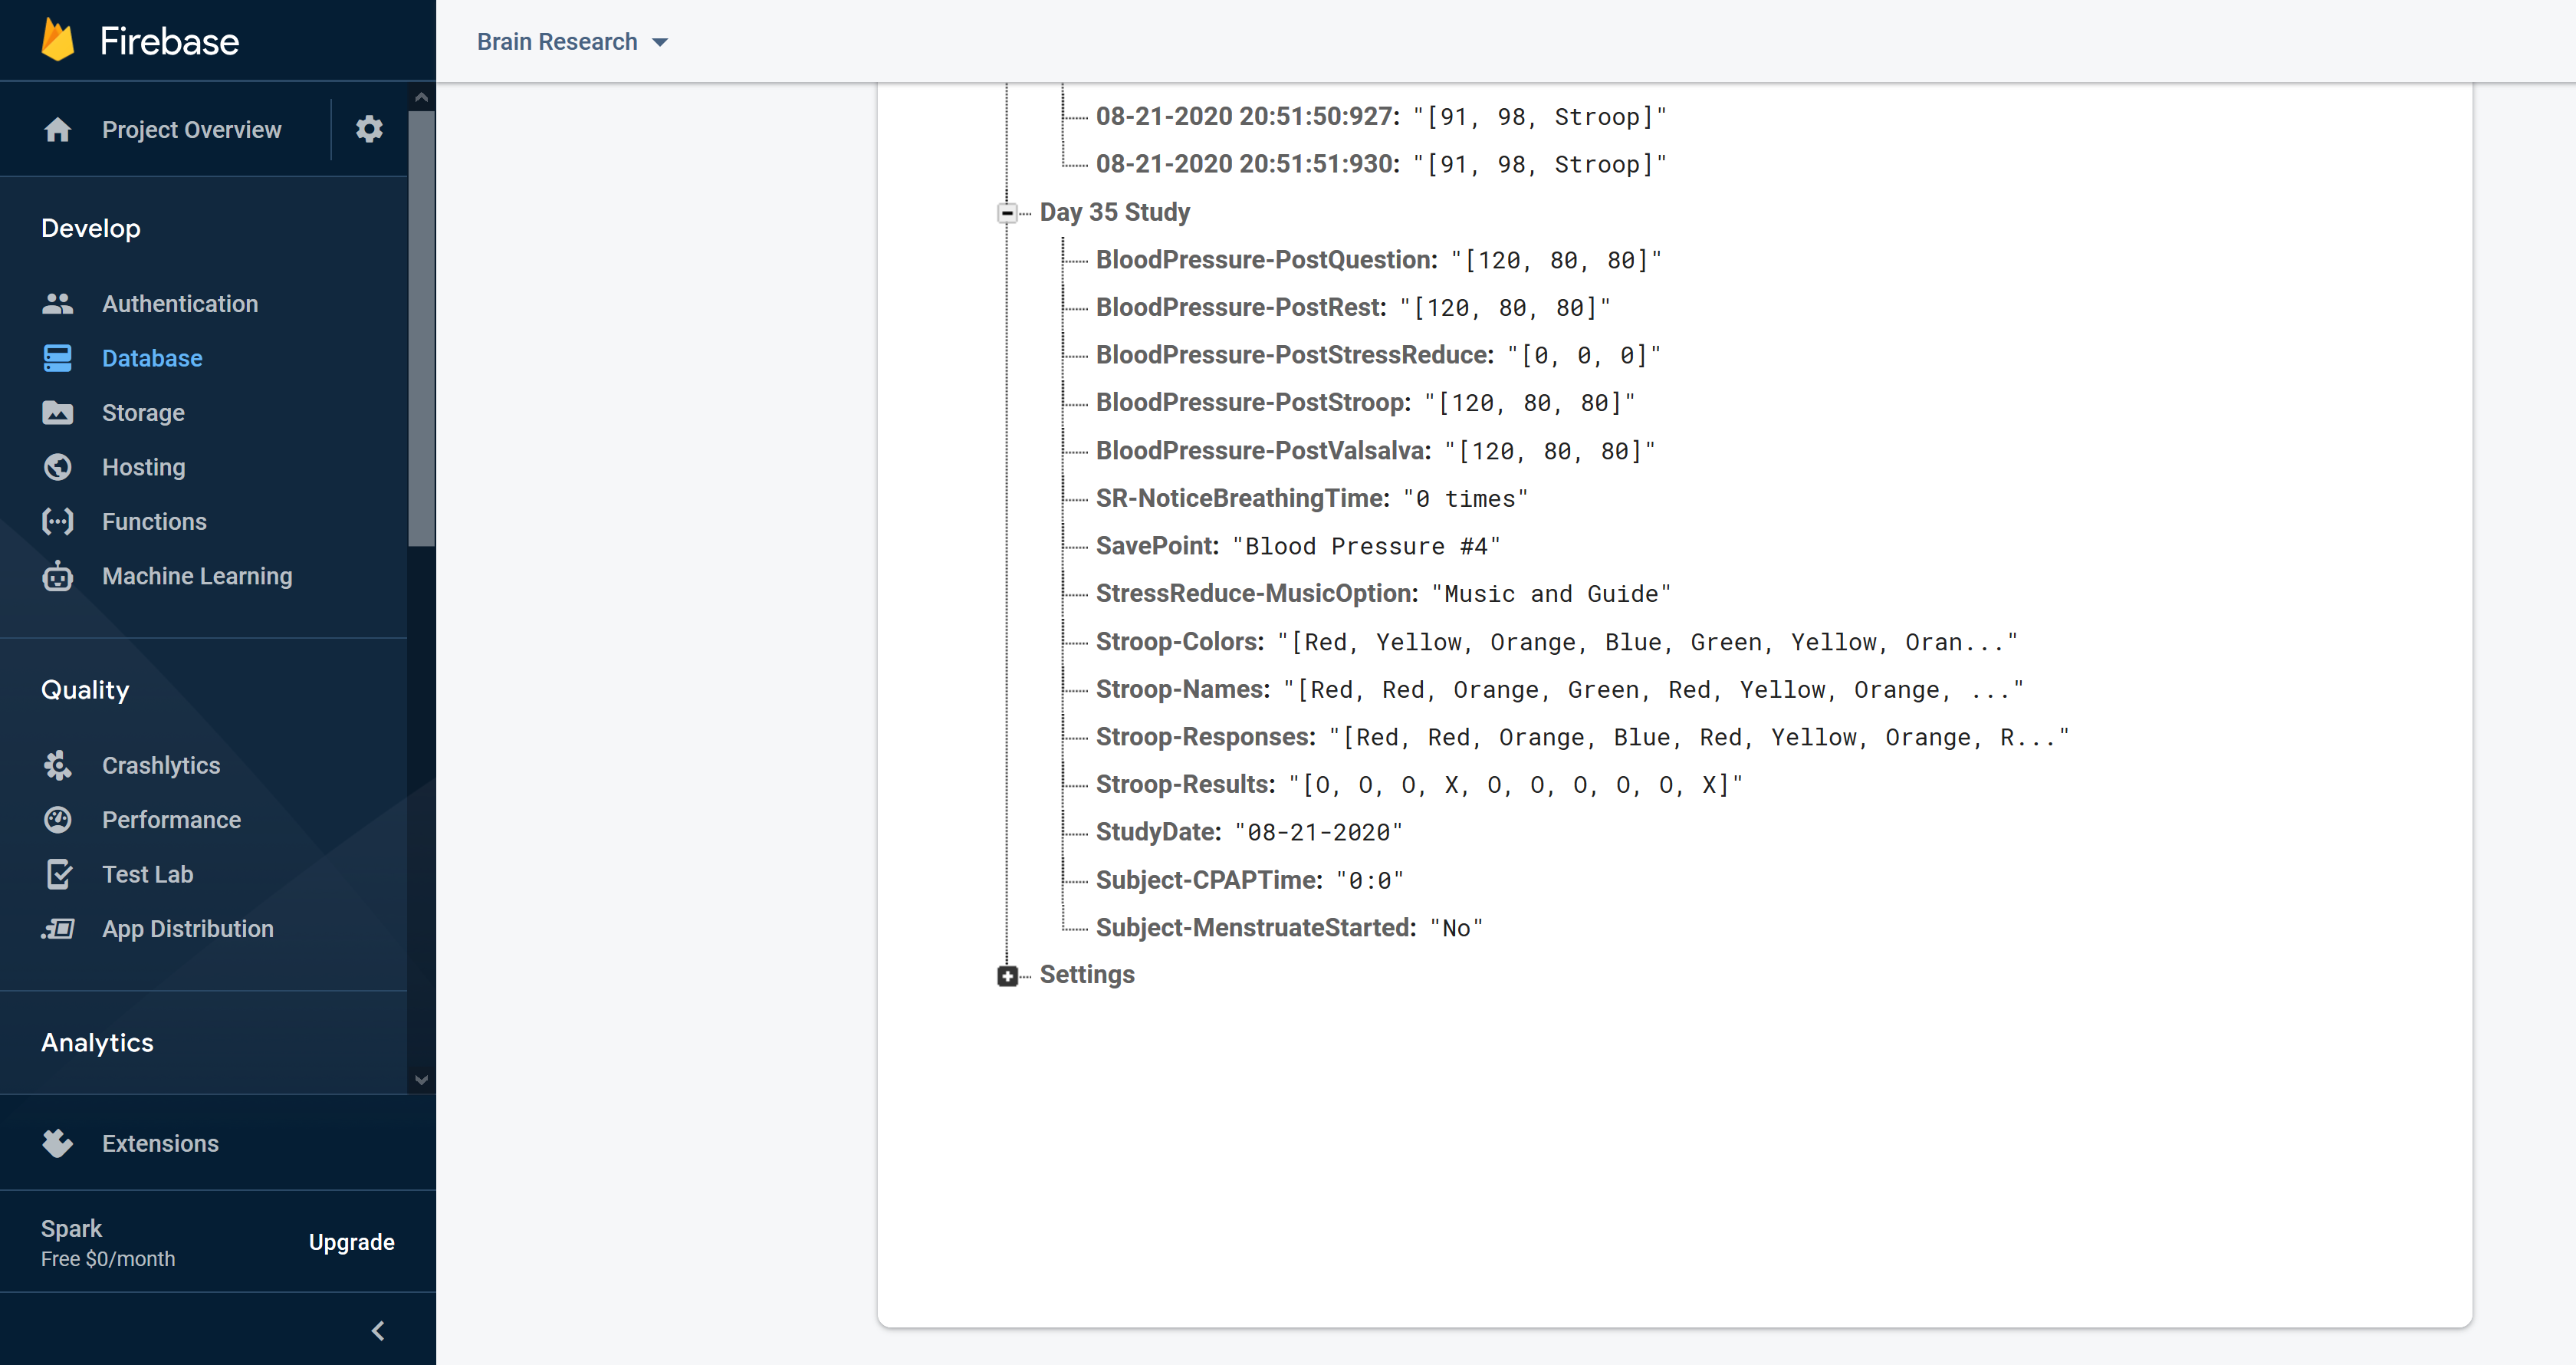 Firebase
Project Overview
Develop
Authentication
Database
Storage
Hosting
Functions
Machine Learning
Quality
Crashlytics
Performance
Test Lab
App Distribution
Analytics
Extensions
Spark
Free $0/month
Upgrade
Brain Research
08-21-2020 20:51:50:927: "[91, 98, Stroop]"
08-21-2020 20:51:51:930: "[91, 98, Stroop]"
Day 35 Study
BloodPressure-PostQuestion: "[120, 80, 80]"
BloodPressure-PostRest: "[120, 80, 80]"
BloodPressure-PostStressReduce: "[0, 0, 0]"
BloodPressure-PostStroop: "[120, 80, 80]"
BloodPressure-PostValsalva: "[120, 80, 80]"
SR-NoticeBreathingTime: "0 times"
SavePoint: "Blood Pressure #4"
StressReduce-MusicOption: "Music and Guide"
Stroop-Colors: "[Red, Yellow, Orange, Blue, Green, Yellow, Oran..."
Stroop-Names: "[Red, Red, Orange, Green, Red, Yellow, Orange, ..."
Stroop-Responses: "[Red, Red, Orange, Blue, Red, Yellow, Orange, R..."
Stroop-Results: "[O, O, O, X, O, O, O, O, O, X]"
StudyDate: "08-21-2020"
Subject-CPAPTime: "0:0"
Subject-MenstruateStarted: "No"
Settings